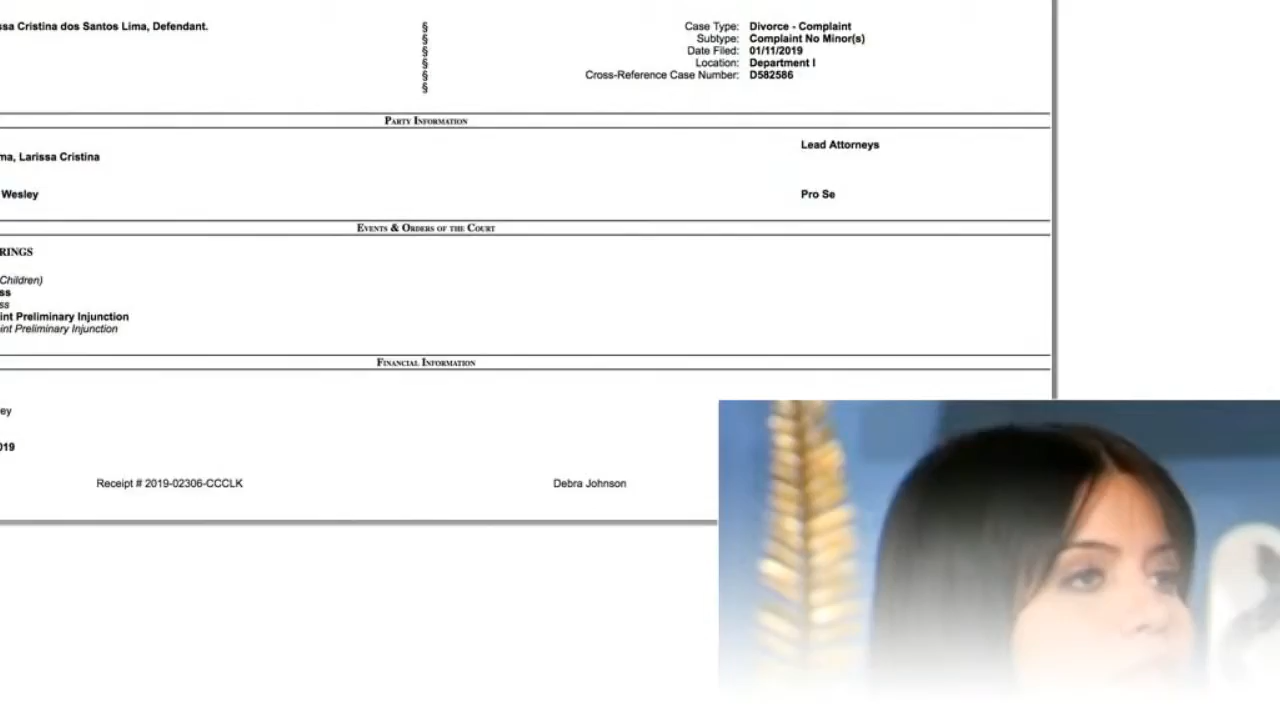 ssa Cristina dos Santos Lima, Defendant.
§
§
§
§
§
§
Case Type: Divorce - Complaint
Subtype: Complaint No Minor(s)
Date Filed: 01/11/2019
Location: Department I
Cross-Reference Case Number: D582586
PARTY INFORMATION
Lead Attorneys
ma, Larissa Cristina
Wesley
Pro Se
EVENTS & ORDERS OF THE COURT
RINGS
Children)
ss
ss
int Preliminary Injunction
int Preliminary Injunction
FINANCIAL INFORMATION
ey
019
Receipt # 2019-02306-CCCLK
Debra Johnson